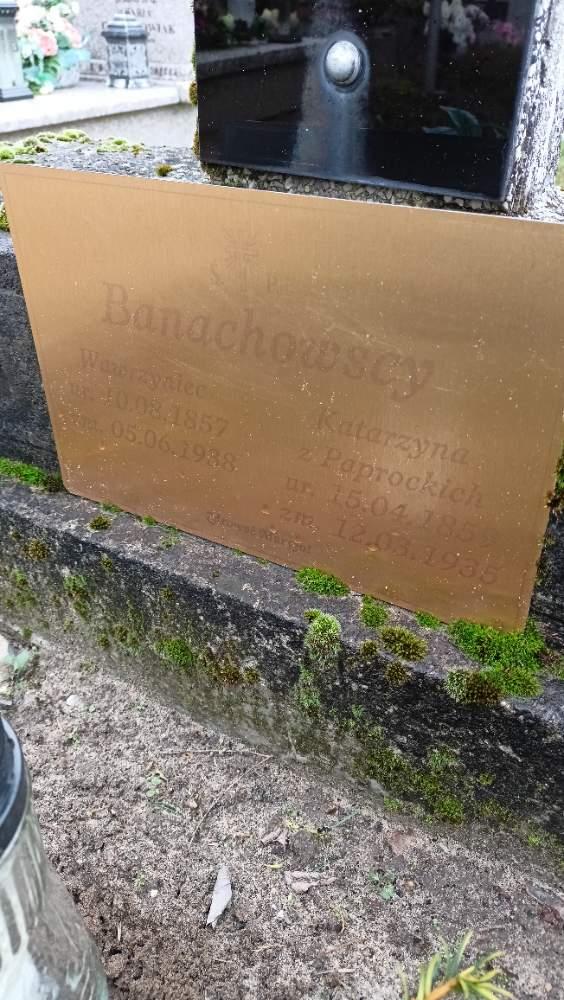 Ś P
Banachowscy
Wawrzyniec
ur. 10.08.1857
zm. 05.06.1938
Katarzyna
z Paprockich
ur. 15.04.185
zm. 12.03.1935